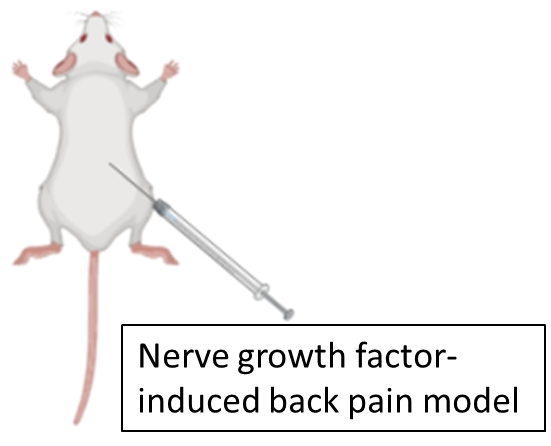 Nerve growth factor-
induced back pain model